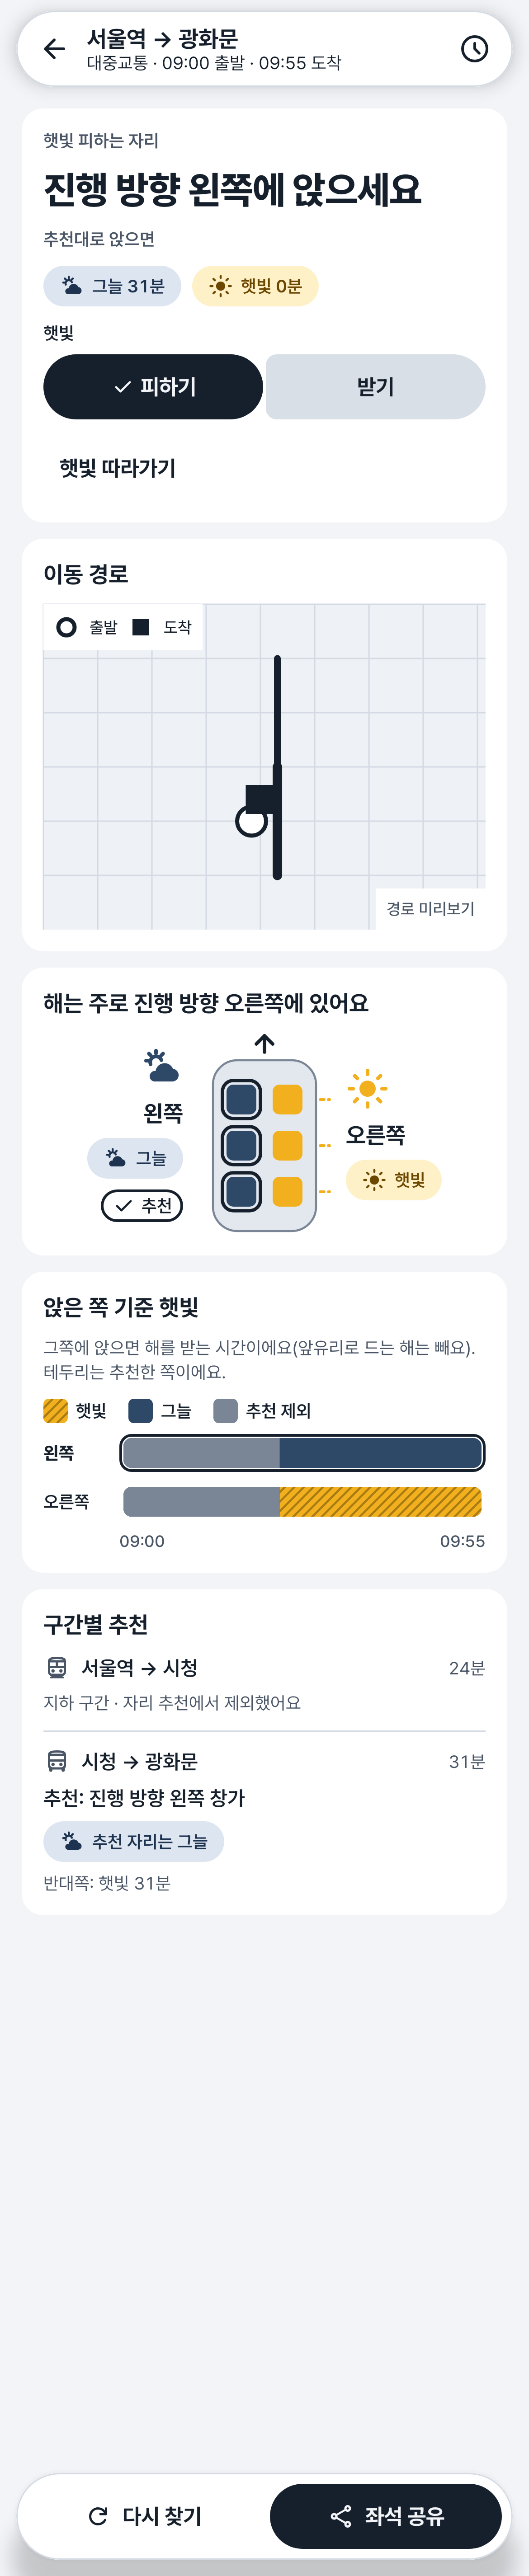 서울역 → 광화문
대중교통 · 09:00 출발 · 09:55 도착
햇빛 피하는 자리
진행 방향 왼쪽에 앉으세요
추천대로 앉으면
그늘 31분
햇빛 0분
햇빛
피하기
받기
햇빛 따라가기
이동 경로
출발
도착
경로 미리보기
해는 주로 진행 방향 오른쪽에 있어요
왼쪽
그늘
추천
오른쪽
햇빛
앉은 쪽 기준 햇빛
그쪽에 앉으면 해를 받는 시간이에요(앞유리로 드는 해는 빼요).
테두리는 추천한 쪽이에요.
햇빛
그늘
추천 제외
왼쪽
오른쪽
09:00
09:55
구간별 추천
서울역 → 시청
24분
지하 구간 · 자리 추천에서 제외했어요
시청 → 광화문
31분
추천: 진행 방향 왼쪽 창가
추천 자리는 그늘
반대쪽: 햇빛 31분
다시 찾기
좌석 공유